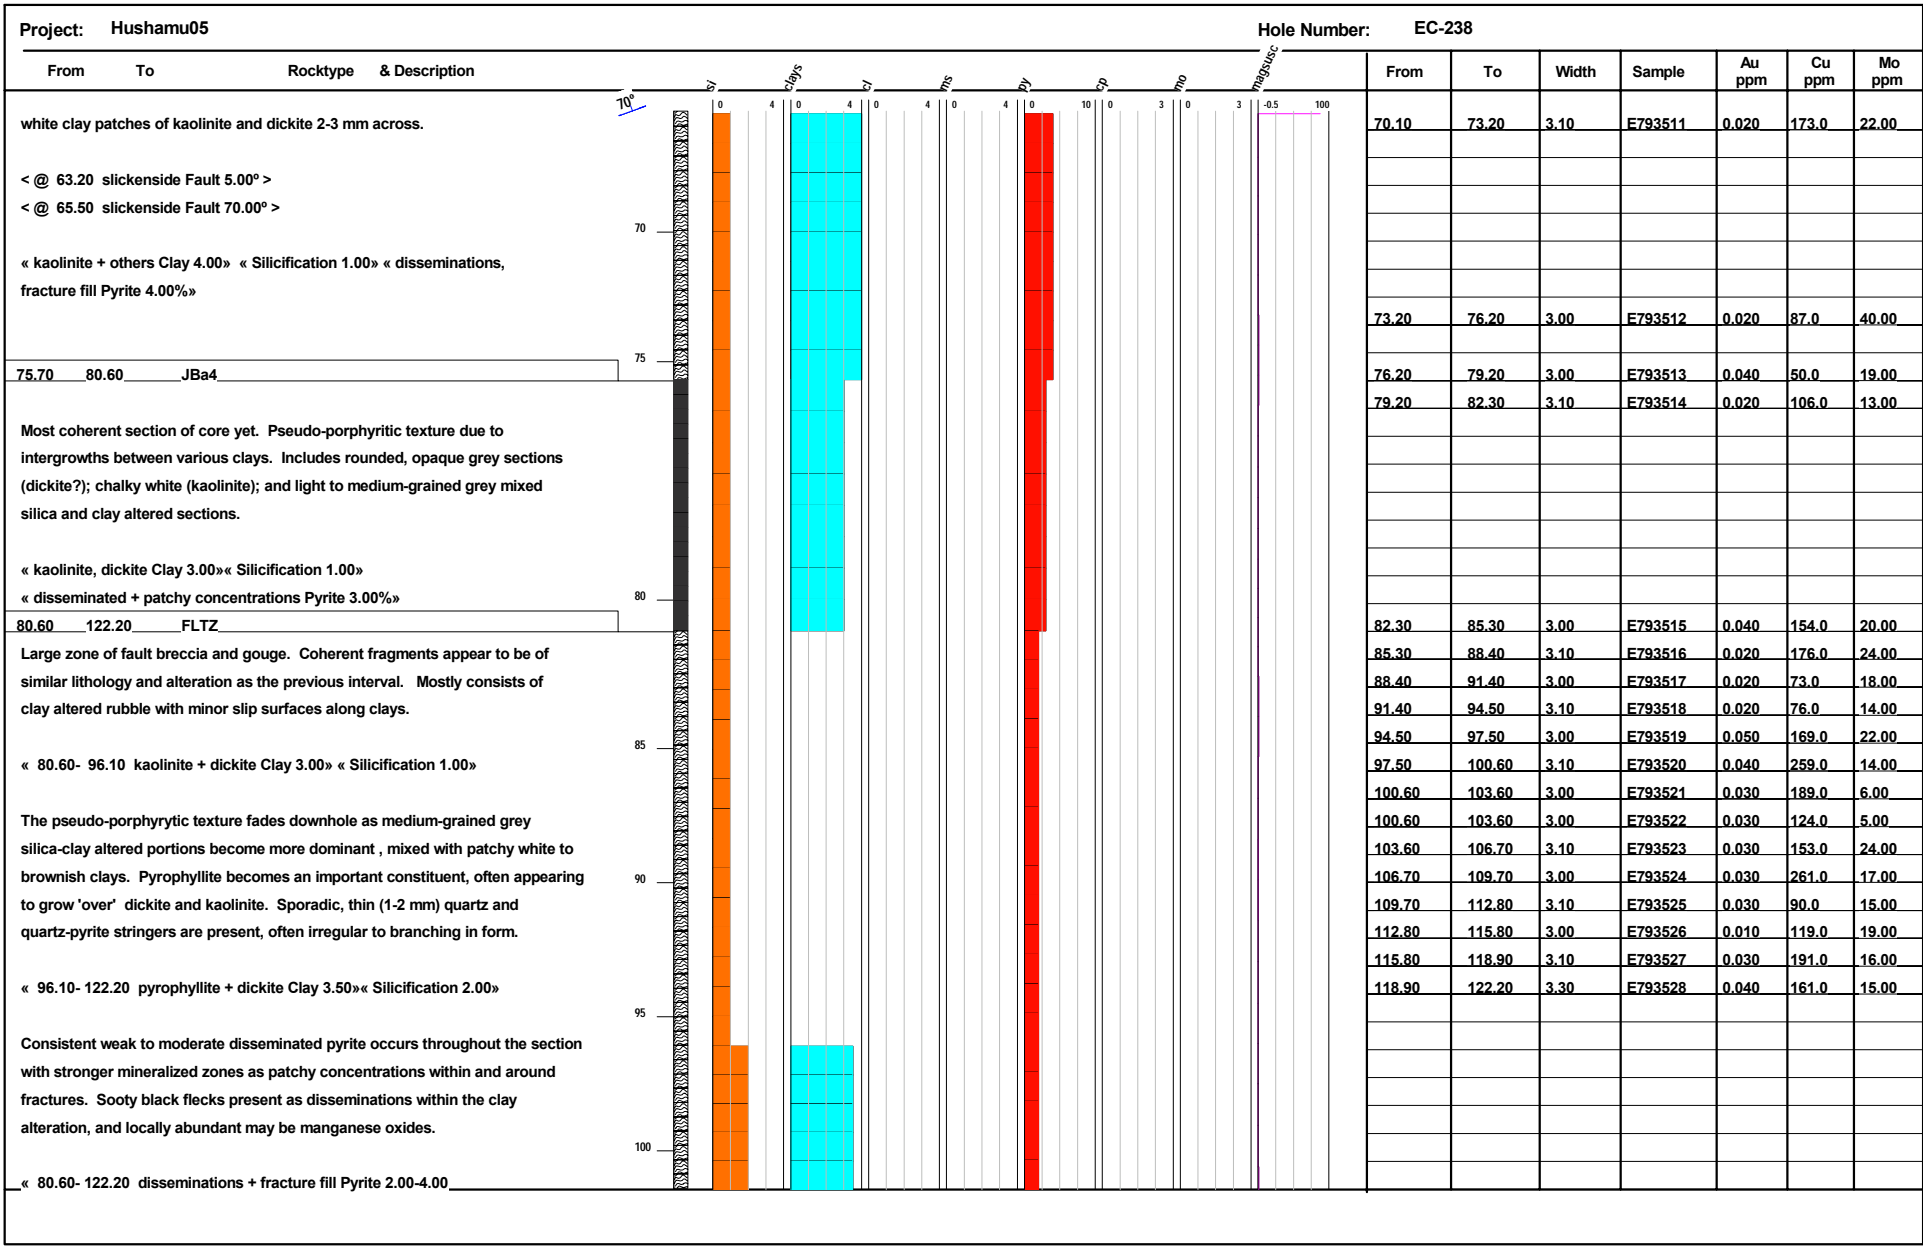 Project: Hushamu05 Hole Number: EC-238
From To Rocktype & Description si clays cl ms py cp mo magsusc From To Width Sample Au ppm Cu ppm Mo ppm
70º 0 4 0 4 0 4 0 4 0 10 0 3 0 3 -0.5 100
white clay patches of kaolinite and dickite 2-3 mm across.
< @ 63.20 slickenside Fault 5.00º >
< @ 65.50 slickenside Fault 70.00º >
« kaolinite + others Clay 4.00» « Silicification 1.00» « disseminations,
fracture fill Pyrite 4.00%»
75.70 80.60 JBa4
Most coherent section of core yet. Pseudo-porphyritic texture due to
intergrowths between various clays. Includes rounded, opaque grey sections
(dickite?); chalky white (kaolinite); and light to medium-grained grey mixed
silica and clay altered sections.
« kaolinite, dickite Clay 3.00»« Silicification 1.00»
« disseminated + patchy concentrations Pyrite 3.00%»
80.60 122.20 FLTZ
Large zone of fault breccia and gouge. Coherent fragments appear to be of
similar lithology and alteration as the previous interval. Mostly consists of
clay altered rubble with minor slip surfaces along clays.
« 80.60- 96.10 kaolinite + dickite Clay 3.00» « Silicification 1.00»
The pseudo-porphyrytic texture fades downhole as medium-grained grey
silica-clay altered portions become more dominant , mixed with patchy white to
brownish clays. Pyrophyllite becomes an important constituent, often appearing
to grow 'over' dickite and kaolinite. Sporadic, thin (1-2 mm) quartz and
quartz-pyrite stringers are present, often irregular to branching in form.
« 96.10- 122.20 pyrophyllite + dickite Clay 3.50»« Silicification 2.00»
Consistent weak to moderate disseminated pyrite occurs throughout the section
with stronger mineralized zones as patchy concentrations within and around
fractures. Sooty black flecks present as disseminations within the clay
alteration, and locally abundant may be manganese oxides.
« 80.60- 122.20 disseminations + fracture fill Pyrite 2.00-4.00
70
75
80
85
90
95
100
70.10 73.20 3.10 E793511 0.020 173.0 22.00
73.20 76.20 3.00 E793512 0.020 87.0 40.00
76.20 79.20 3.00 E793513 0.040 50.0 19.00
79.20 82.30 3.10 E793514 0.020 106.0 13.00
82.30 85.30 3.00 E793515 0.040 154.0 20.00
85.30 88.40 3.10 E793516 0.020 176.0 24.00
88.40 91.40 3.00 E793517 0.020 73.0 18.00
91.40 94.50 3.10 E793518 0.020 76.0 14.00
94.50 97.50 3.00 E793519 0.050 169.0 22.00
97.50 100.60 3.10 E793520 0.040 259.0 14.00
100.60 103.60 3.00 E793521 0.030 189.0 6.00
100.60 103.60 3.00 E793522 0.030 124.0 5.00
103.60 106.70 3.10 E793523 0.030 153.0 24.00
106.70 109.70 3.00 E793524 0.030 261.0 17.00
109.70 112.80 3.10 E793525 0.030 90.0 15.00
112.80 115.80 3.00 E793526 0.010 119.0 19.00
115.80 118.90 3.10 E793527 0.030 191.0 16.00
118.90 122.20 3.30 E793528 0.040 161.0 15.00